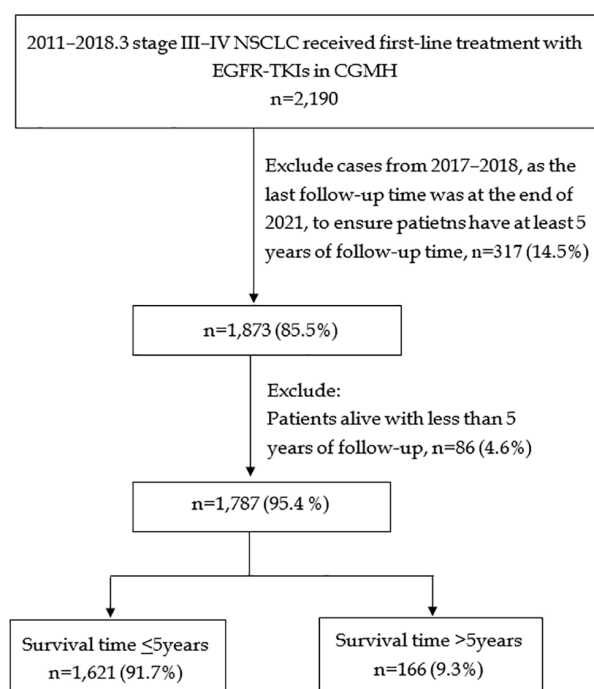 2011–2018.3 stage III–IV NSCLC received first-line treatment with
EGFR-TKIs in CGMH
n=2,190
Exclude cases from 2017–2018, as the
last follow-up time was at the end of
2021, to ensure patietns have at least 5
years of follow-up time, n=317 (14.5%)
n=1,873 (85.5%)
Exclude:
Patients alive with less than 5
years of follow-up, n=86 (4.6%)
n=1,787 (95.4 %)
Survival time ≤5years
n=1,621 (91.7%)
Survival time >5years
n=166 (9.3%)